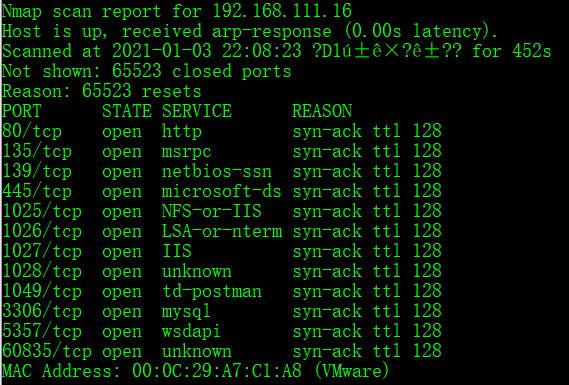 Nmap scan report for 192.168.111.16
Host is up, received arp-response (0.00s latency).
Scanned at 2021-01-03 22:08:23 ?D1ú±ê×?ê±?? for 452s
Not shown: 65523 closed ports
Reason: 65523 resets
PORT STATE SERVICE REASON
80/tcp open http syn-ack ttl 128
135/tcp open msrpc syn-ack ttl 128
139/tcp open netbios-ssn syn-ack ttl 128
445/tcp open microsoft-ds syn-ack ttl 128
1025/tcp open NFS-or-IIS syn-ack ttl 128
1026/tcp open LSA-or-nterm syn-ack ttl 128
1027/tcp open IIS syn-ack ttl 128
1028/tcp open unknown syn-ack ttl 128
1049/tcp open td-postman syn-ack ttl 128
3306/tcp open mysql syn-ack ttl 128
5357/tcp open wsdapi syn-ack ttl 128
60835/tcp open unknown syn-ack ttl 128
MAC Address: 00:0C:29:A7:C1:A8 (VMware)